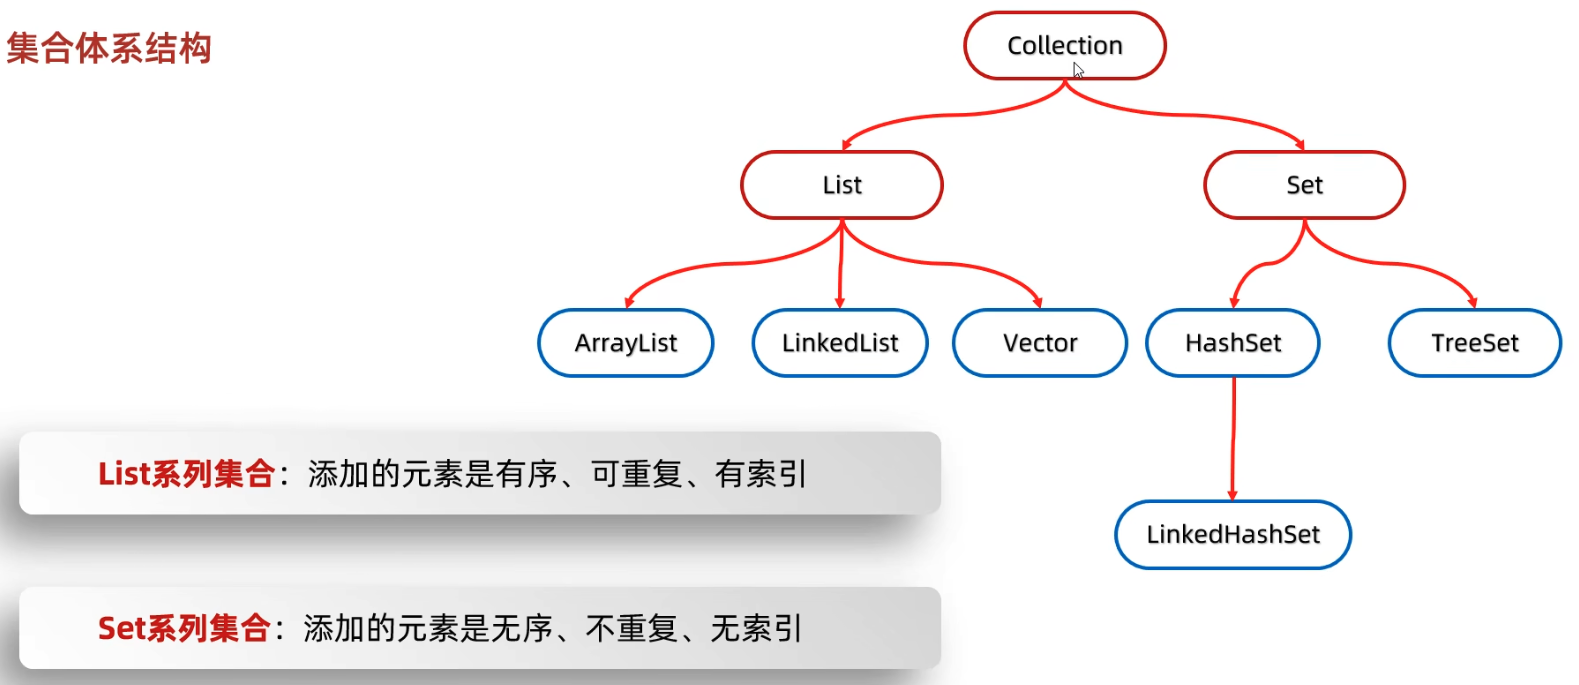 集合体系结构
Collection
List
Set
ArrayList
LinkedList
Vector
HashSet
TreeSet
List系列集合：添加的元素是有序、可重复、有索引
LinkedHashSet
Set系列集合：添加的元素是无序、不重复、无索引